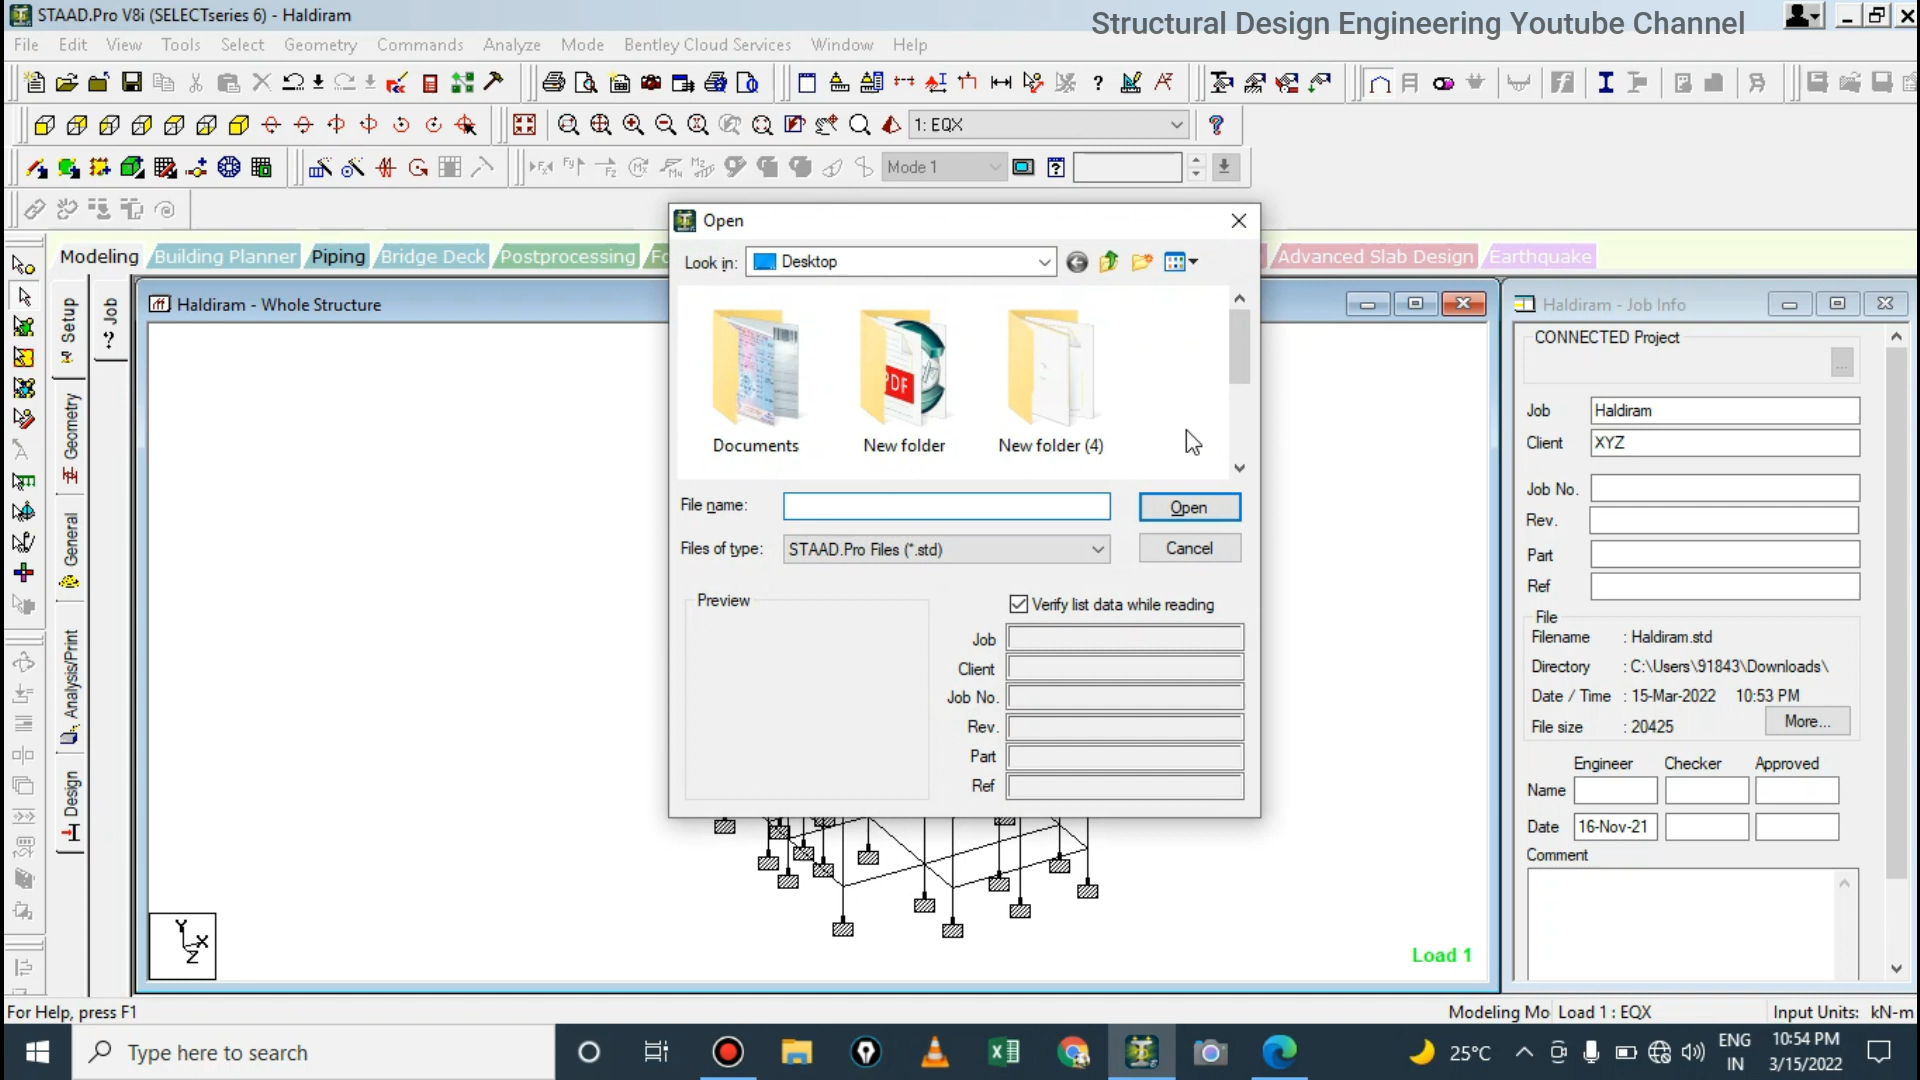 STAAD.Pro V8i (SELECTseries 6) - Haldiram
Structural Design Engineering Youtube Channel
File Edit View Tools Select Geometry Commands Analyze Mode Bentley Cloud Services Window Help
1: EQX
Mode 1
Modeling Building Planner Piping Bridge Deck Postprocessing Fo Advanced Slab Design Earthquake
Setup
Job
Geometry
General
Analysis/Print
Design
Haldiram - Whole Structure
Open
Look in: Desktop
Documents New folder New folder (4)
File name:
Open
Files of type: STAAD.Pro Files (*.std)
Cancel
Preview
Verify list data while reading
Job
Client
Job No.
Rev.
Part
Ref
Y
X
Z
Load 1
Haldiram - Job Info
CONNECTED Project
...
Job Haldiram
Client XYZ
Job No.
Rev.
Part
Ref
File
Filename : Haldiram.std
Directory : C:\Users\91843\Downloads\
Date / Time : 15-Mar-2022 10:53 PM
File size : 20425
More...
Engineer Checker Approved
Name
Date 16-Nov-21
Comment
For Help, press F1
Modeling Mo Load 1 : EQX Input Units: kN-m
Type here to search
25°C
ENG
IN
10:54 PM
3/15/2022